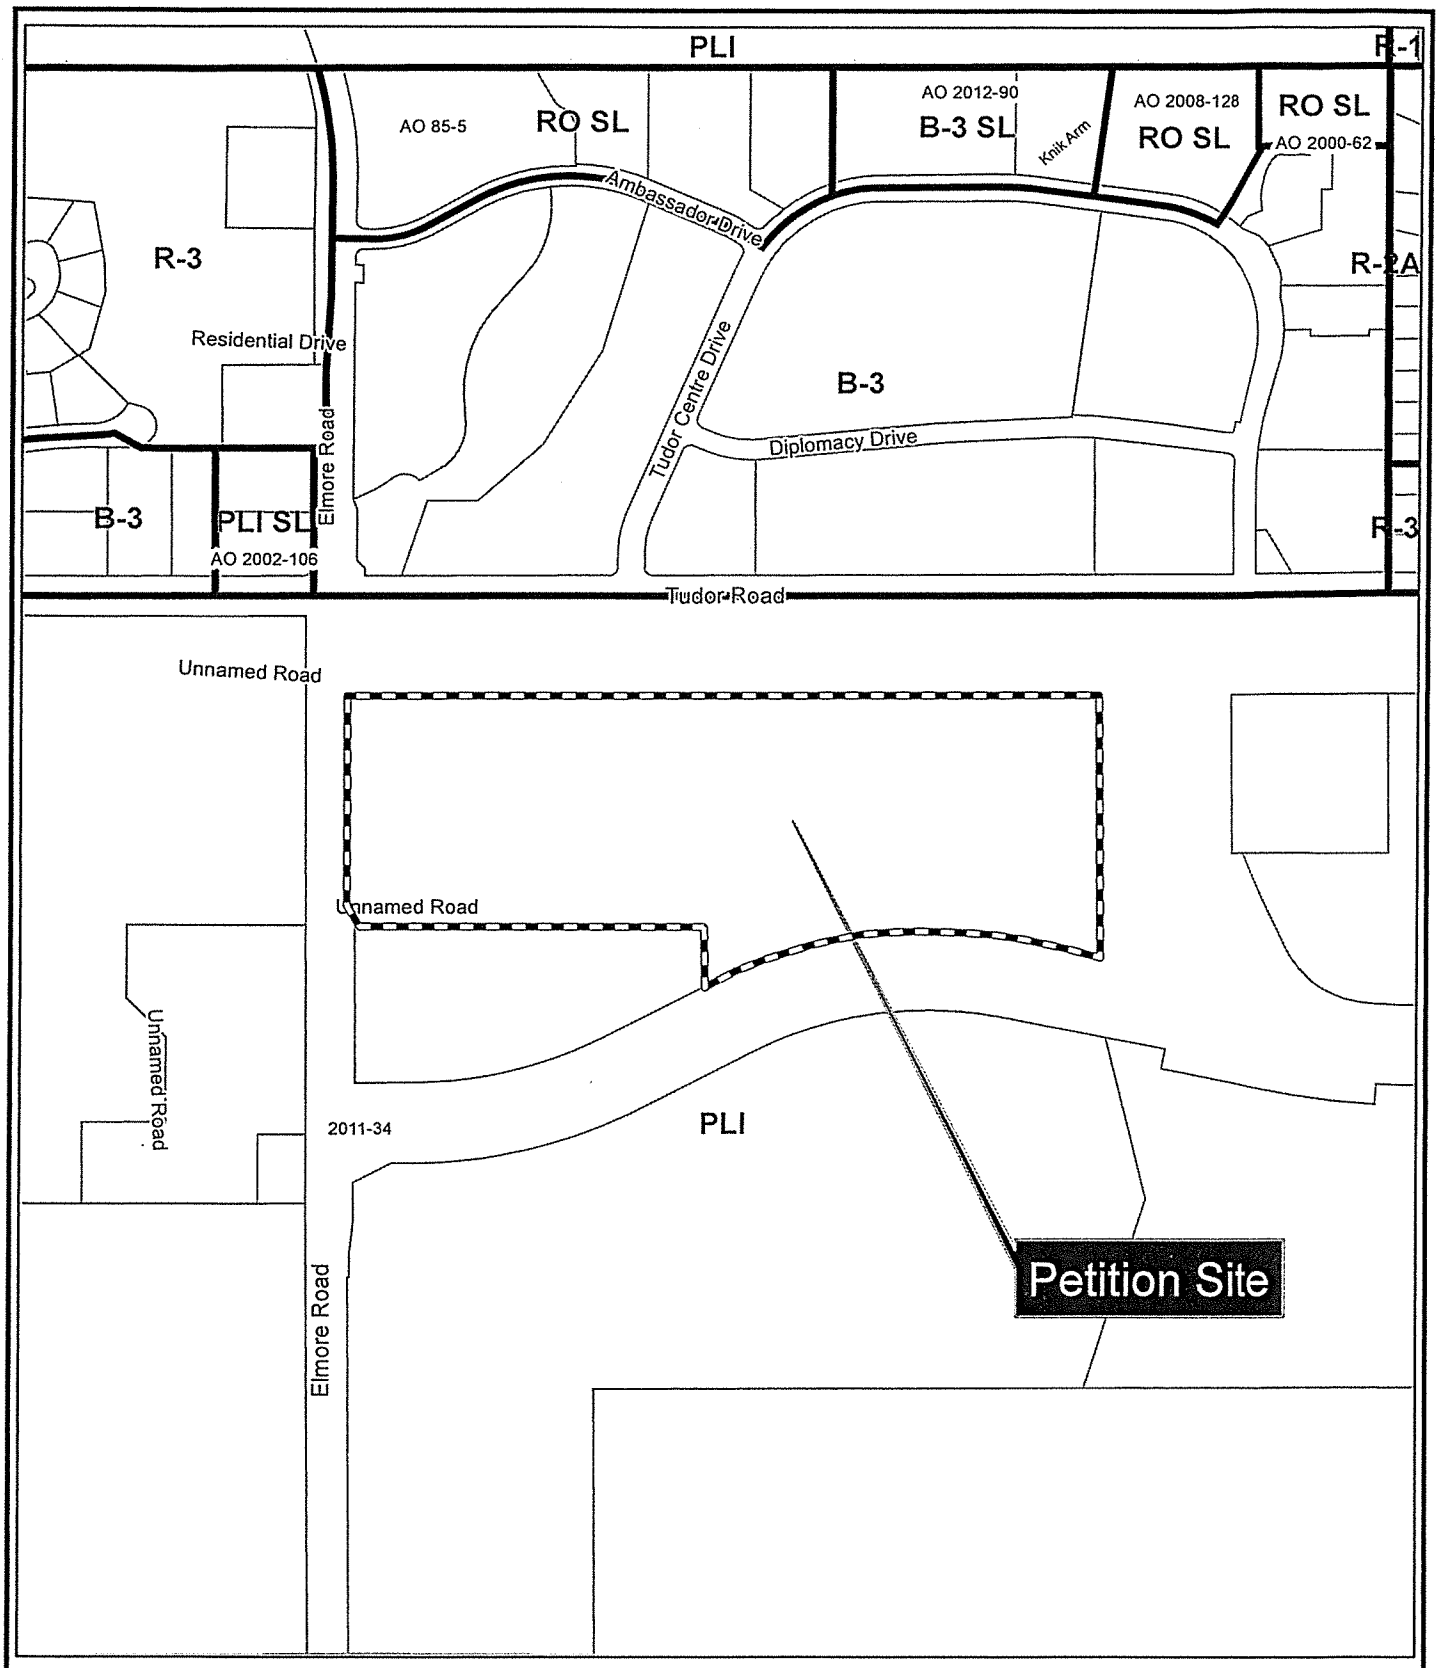 PLI
R-1
AO 2012-90
B-3 SL
AO 2008-128
RO SL
RO SL
AO 2000-62
AO 85-5
RO SL
Knik Arm
Ambassador Drive
R-3
R-2A
Residential Drive
Tudor Centre Drive
B-3
Diplomacy Drive
Elmore Road
B-3
PLI SL
AO 2002-106
R-3
Tudor Road
Unnamed Road
Unnamed Road
Unnamed Road
2011-34
PLI
Petition Site
Elmore Road